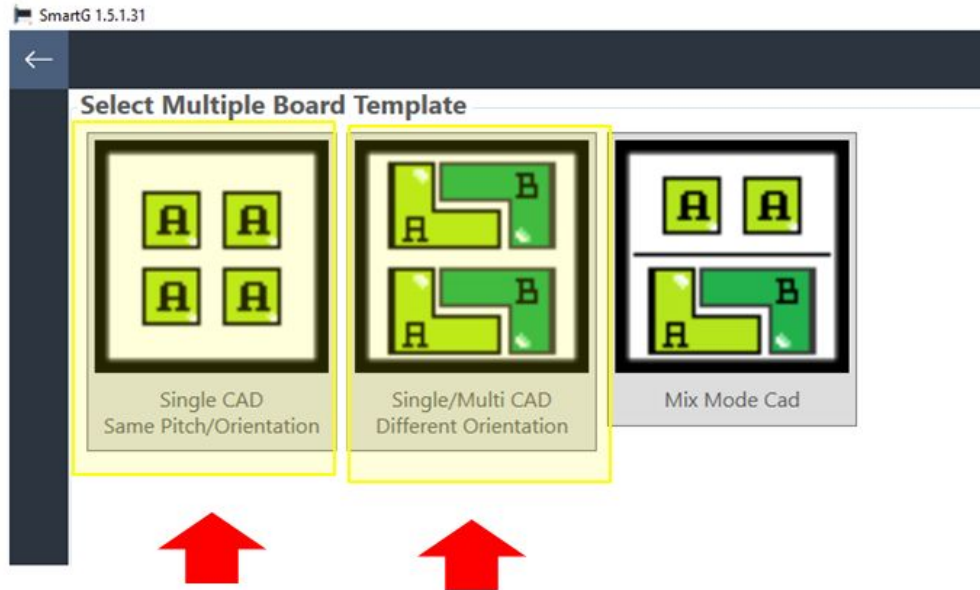 SmartG 1.5.1.31
Select Multiple Board Template
A A
A A
A B
A B
A A
A B
Single CAD
Same Pitch/Orientation
Single/Multi CAD
Different Orientation
Mix Mode Cad